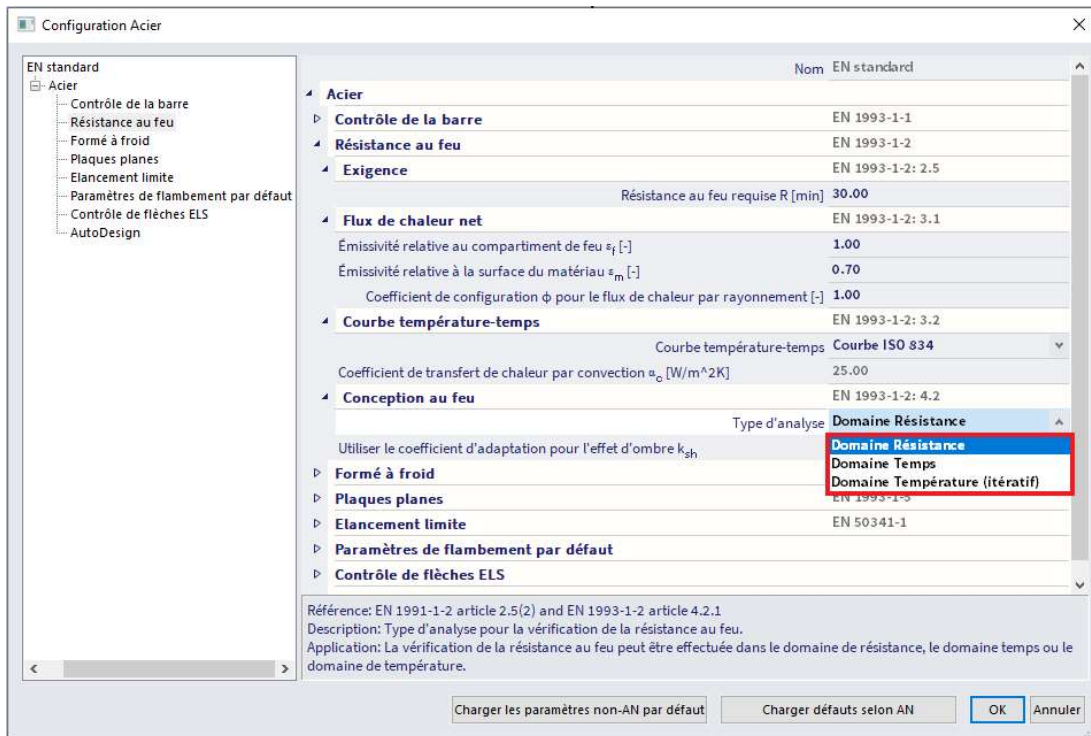 Configuration Acier
EN standard
Acier
Contrôle de la barre
Résistance au feu
Formé à froid
Plaques planes
Elancement limite
Paramètres de flambement par défaut
Contrôle de flèches ELS
AutoDesign
Nom EN standard
Acier
Contrôle de la barre EN 1993-1-1
Résistance au feu EN 1993-1-2
Exigence EN 1993-1-2: 2.5
Résistance au feu requise R [min] 30.00
Flux de chaleur net EN 1993-1-2: 3.1
Émissivité relative au compartiment de feu εf [-] 1.00
Émissivité relative à la surface du matériau εm [-] 0.70
Coefficient de configuration ϕ pour le flux de chaleur par rayonnement [-] 1.00
Courbe température-temps EN 1993-1-2: 3.2
Courbe température-temps Courbe ISO 834
Coefficient de transfert de chaleur par convection αc [W/m^2K] 25.00
Conception au feu EN 1993-1-2: 4.2
Type d'analyse Domaine Résistance
Utiliser le coefficient d'adaptation pour l'effet d'ombre ksh
Domaine Résistance
Domaine Temps
Domaine Température (itératif)
Formé à froid
Plaques planes EN 1993-1-5
Elancement limite EN 50341-1
Paramètres de flambement par défaut
Contrôle de flèches ELS
Référence: EN 1991-1-2 article 2.5(2) and EN 1993-1-2 article 4.2.1
Description: Type d'analyse pour la vérification de la résistance au feu.
Application: La vérification de la résistance au feu peut être effectuée dans le domaine de résistance, le domaine temps ou le
domaine de température.
Charger les paramètres non-AN par défaut Charger défauts selon AN OK Annuler